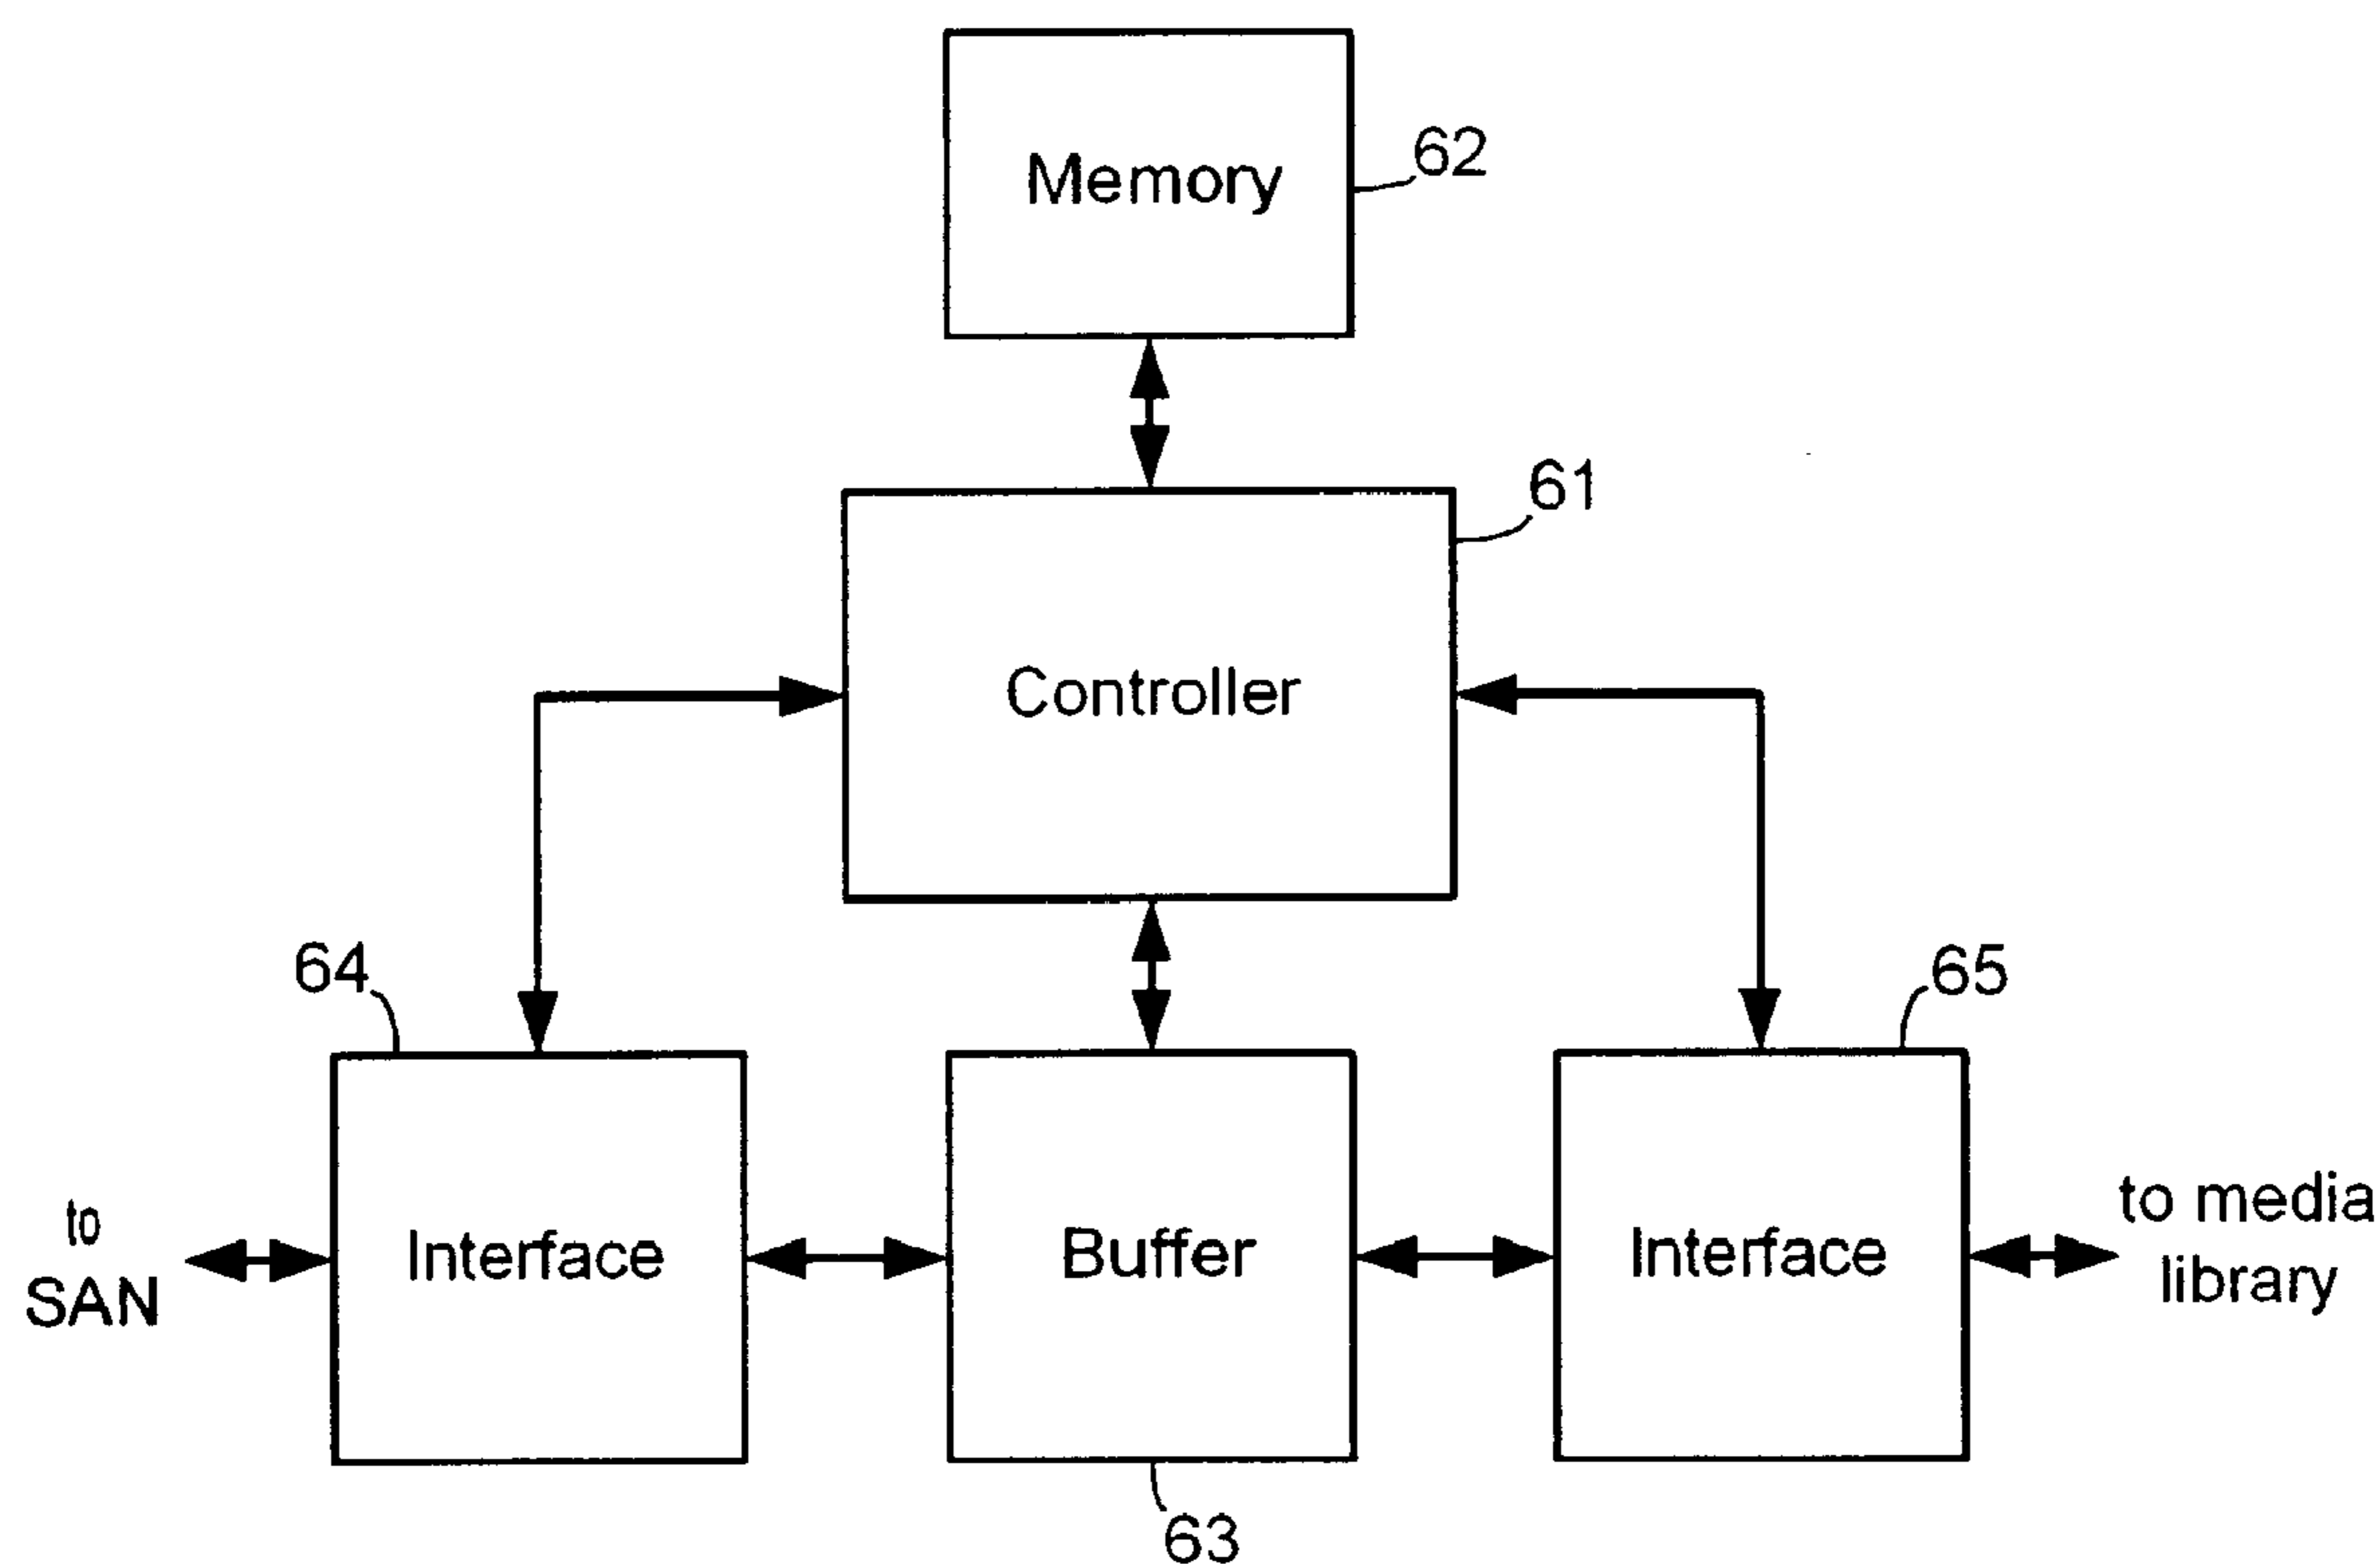 Memory
62
61
Controller
64
65
to
SAN
Interface
Buffer
Interface
to media
library
63